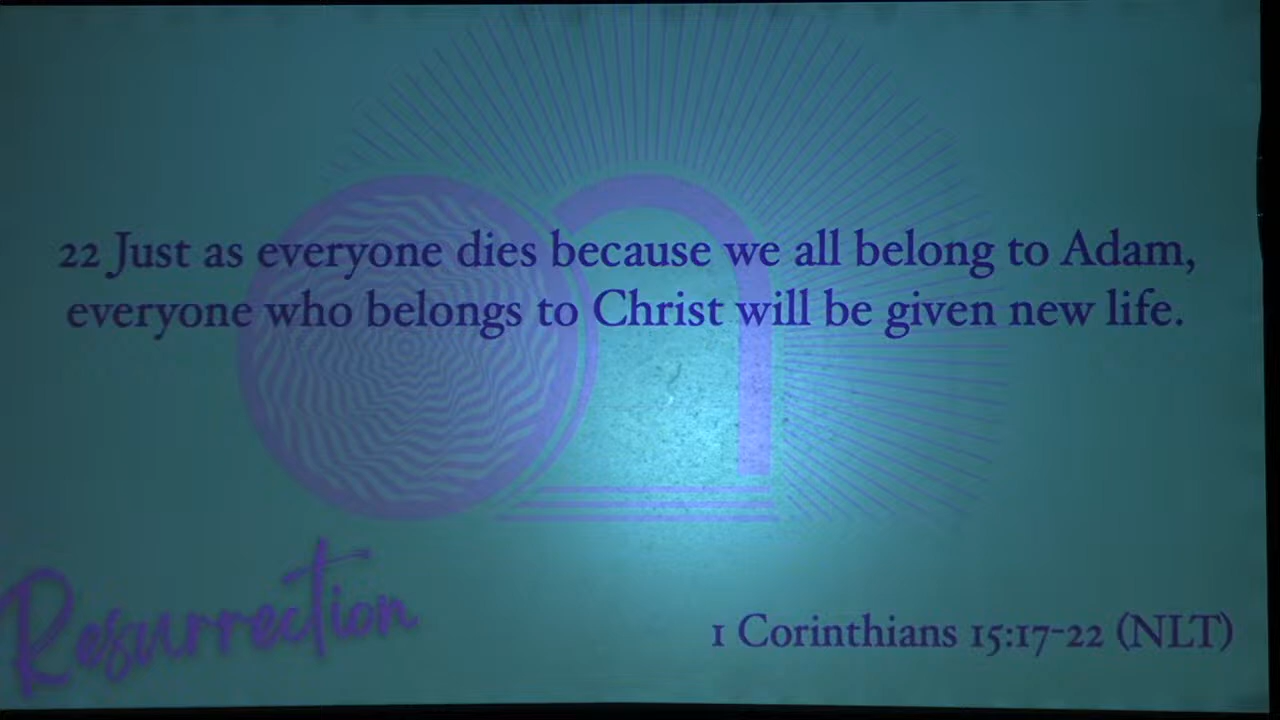 22 Just as everyone dies because we all belong to Adam,
everyone who belongs to Christ will be given new life.
Resurrection
1 Corinthians 15:17-22 (NLT)